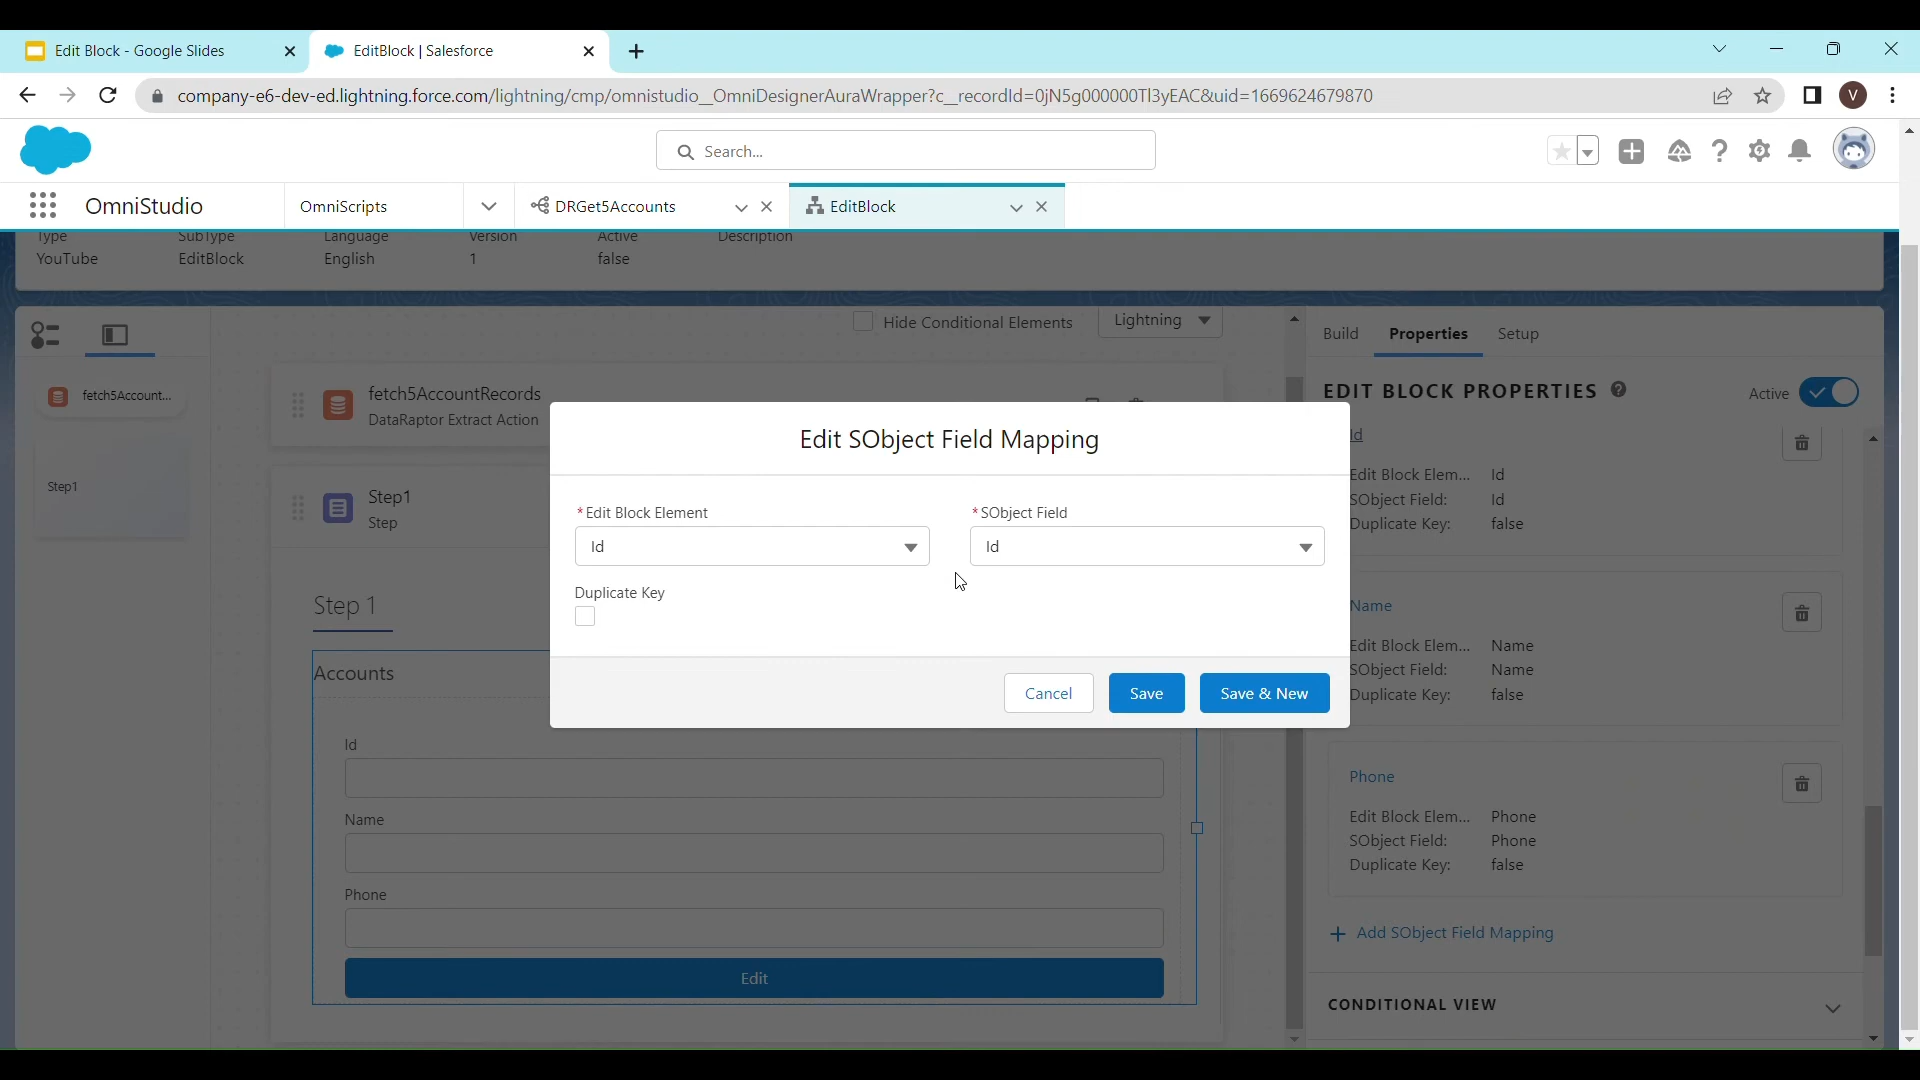 Edit Block - Google Slides
EditBlock | Salesforce
company-e6-dev-ed.lightning.force.com/lightning/cmp/omnistudio__OmniDesignerAuraWrapper?c__recordId=0jN5g000000Tl3yEAC&uid=1669624679870
V
Search...
OmniStudio
OmniScripts
DRGet5Accounts
EditBlock
Type SubType Language Version Active Description
YouTube EditBlock English 1 false
Hide Conditional Elements
Lightning
Build Properties Setup
fetch5Account...
fetch5AccountRecords
DataRaptor Extract Action
EDIT BLOCK PROPERTIES
Active
Step1
Step1
Step
Step 1
Accounts
Id
Name
Phone
Edit
Edit SObject Field Mapping
*Edit Block Element
Id
*SObject Field
Id
Duplicate Key
Cancel
Save
Save & New
Id
Edit Block Elem... Id
SObject Field: Id
Duplicate Key: false
Name
Edit Block Elem... Name
SObject Field: Name
Duplicate Key: false
Phone
Edit Block Elem... Phone
SObject Field: Phone
Duplicate Key: false
+ Add SObject Field Mapping
CONDITIONAL VIEW